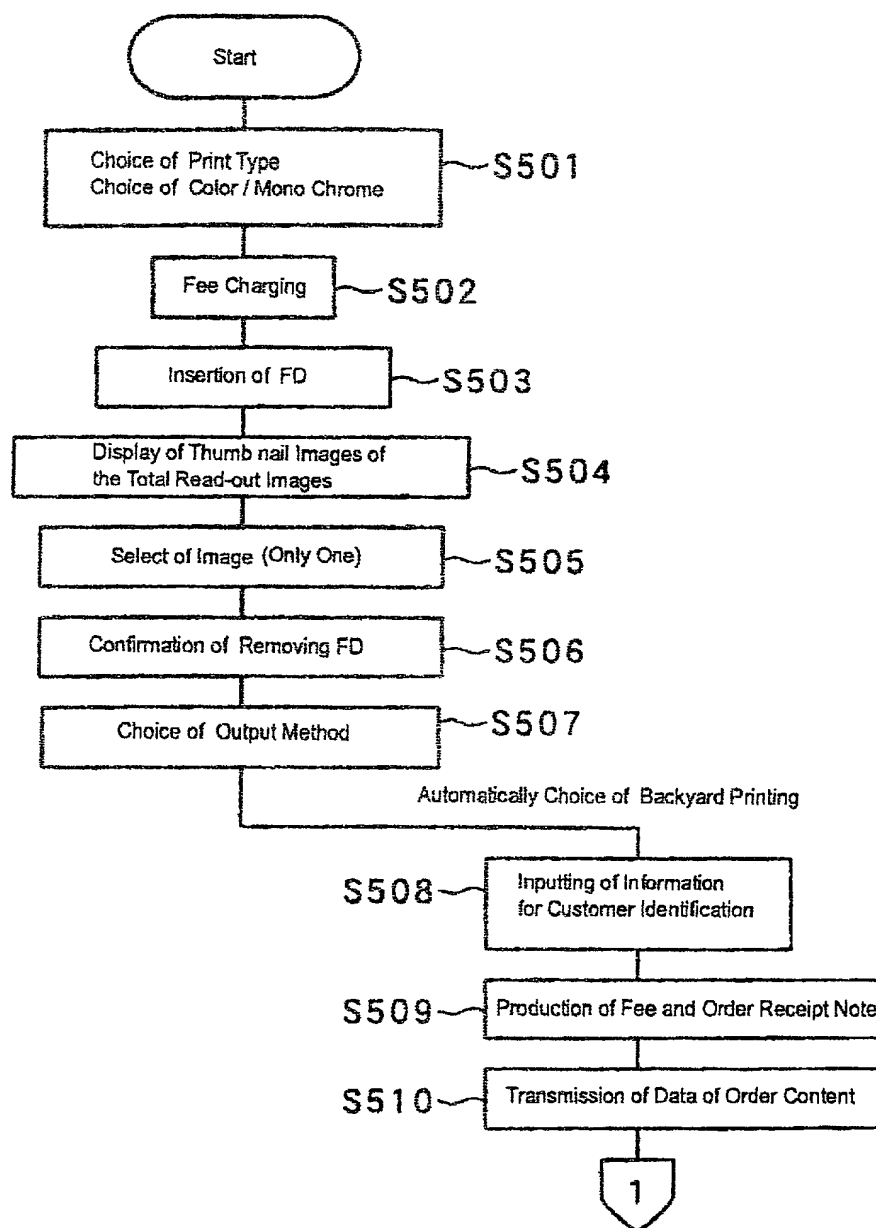 Start
Choice of Print Type
Choice of Color / Mono Chrome
S501
Fee Charging
S502
Insertion of FD
S503
Display of Thumb nail Images of
the Total Read-out Images
S504
Select of Image (Only One)
S505
Confirmation of Removing FD
S506
Choice of Output Method
S507
Automatically Choice of Backyard Printing
S508
Inputting of Information
for Customer Identification
S509
Production of Fee and Order Receipt Note
S510
Transmission of Data of Order Content
1